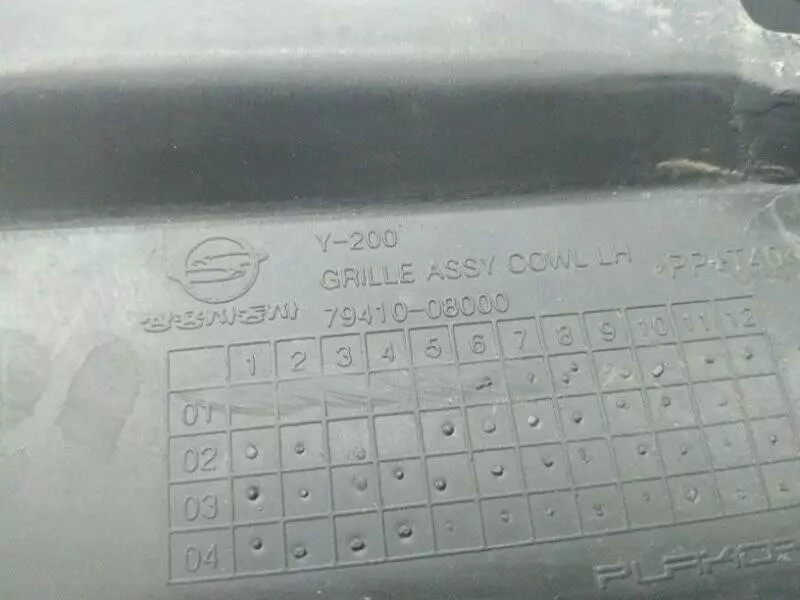 Y-200
GRILLE ASSY COWL LH
>PP+T40<
쌍용자동차 79410-08000
1 2 3 4 5 6 7 8 9 10 11 12
01
02
03
04
PLAKOR